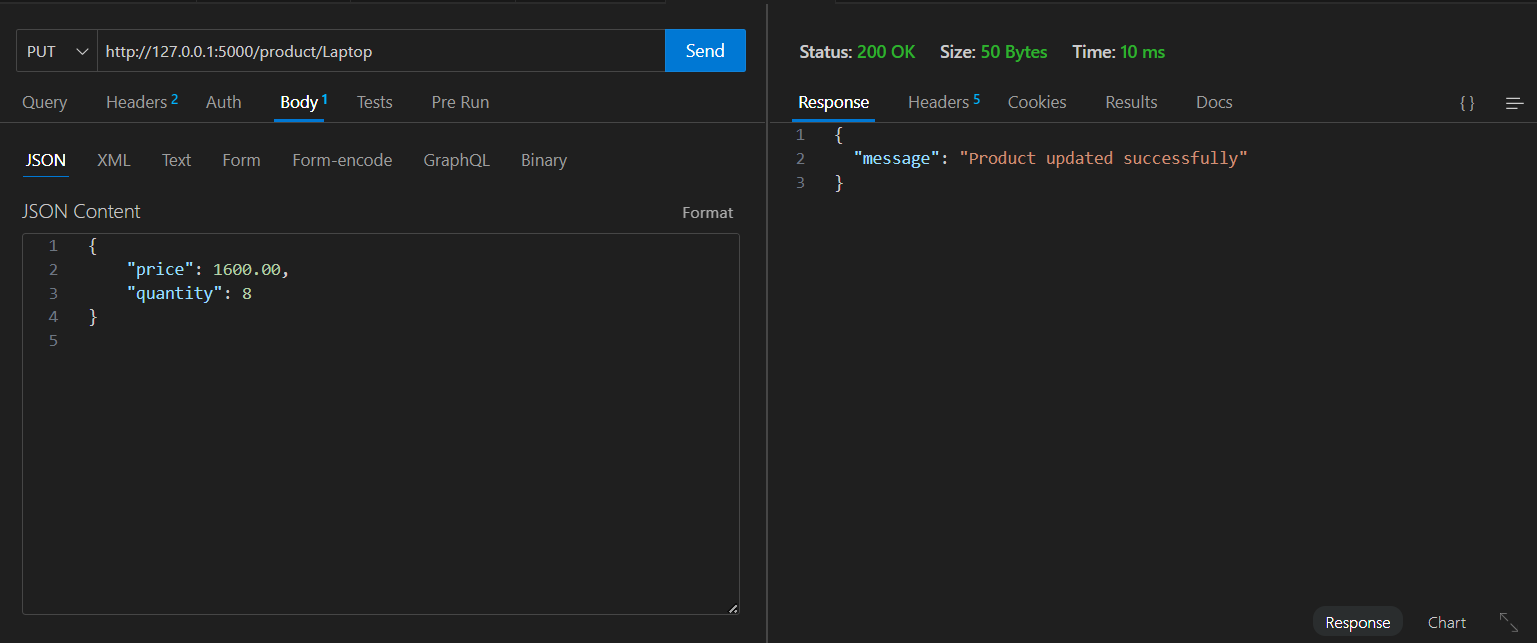 PUT http://127.0.0.1:5000/product/Laptop Send
Query Headers 2 Auth Body 1 Tests Pre Run
JSON XML Text Form Form-encode GraphQL Binary
JSON Content Format
1 {
2 "price": 1600.00,
3 "quantity": 8
4 }
5
Status: 200 OK Size: 50 Bytes Time: 10 ms
Response Headers 5 Cookies Results Docs { }
1 {
2 "message": "Product updated successfully"
3 }
Response Chart